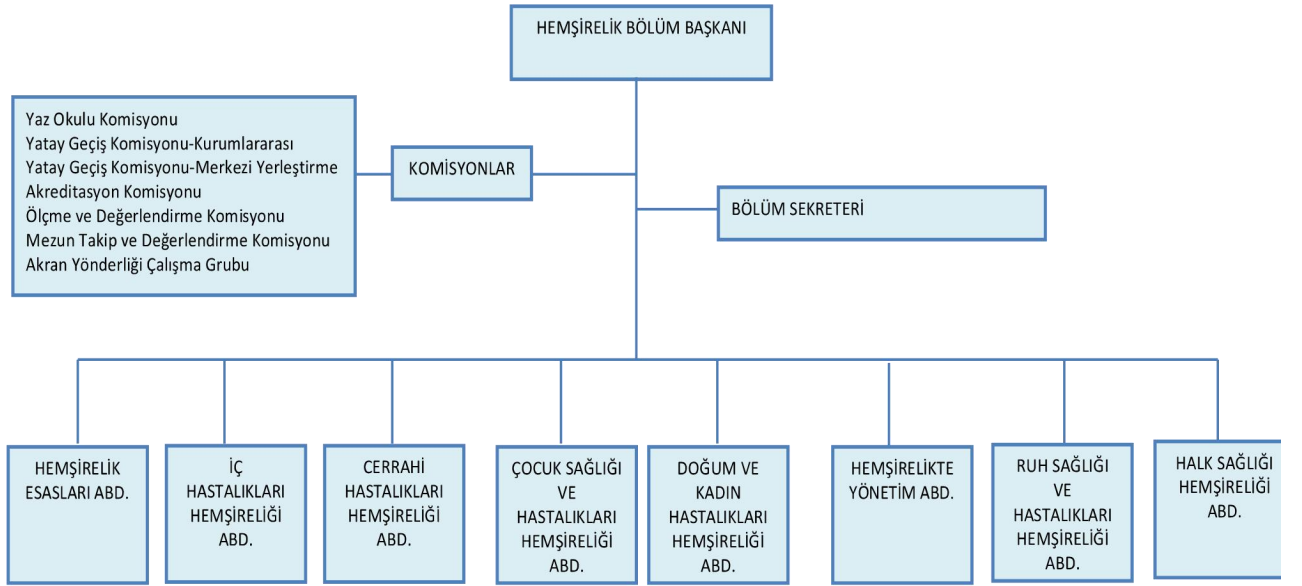 HEMŞİRELİK BÖLÜM BAŞKANI
Yaz Okulu Komisyonu
Yatay Geçiş Komisyonu-Kurumlararası
Yatay Geçiş Komisyonu-Merkezi Yerleştirme
Akreditasyon Komisyonu
Ölçme ve Değerlendirme Komisyonu
Mezun Takip ve Değerlendirme Komisyonu
Akran Yönderliği Çalışma Grubu
KOMİSYONLAR
BÖLÜM SEKRETERİ
HEMŞİRELİK
ESASLARI ABD.
İÇ
HASTALIKLARI
HEMŞİRELİĞİ
ABD.
CERRAHİ
HASTALIKLARI
HEMŞİRELİĞİ
ABD.
ÇOCUK SAĞLIĞI
VE
HASTALIKLARI
HEMŞİRELİĞİ
ABD.
DOĞUM VE
KADIN
HASTALIKLARI
HEMŞİRELİĞİ
ABD.
HEMŞİRELİKTE
YÖNETİM ABD.
RUH SAĞLIĞI
VE
HASTALIKLARI
HEMŞİRELİĞİ
ABD.
HALK SAĞLIĞI
HEMŞİRELİĞİ
ABD.